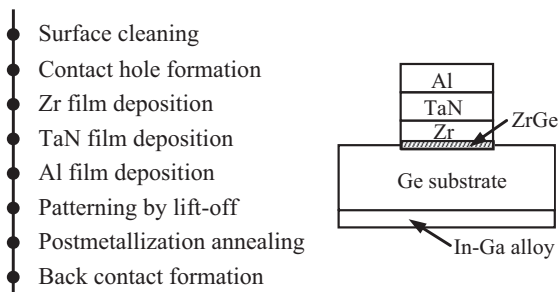 Surface cleaning
Contact hole formation
Zr film deposition
TaN film deposition
Al film deposition
Patterning by lift-off
Postmetallization annealing
Back contact formation
Al
TaN
Zr
ZrGe
Ge substrate
In-Ga alloy